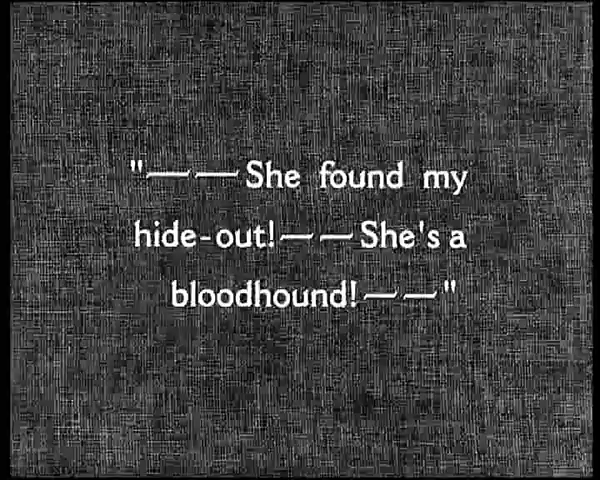 "— — She found my
hide-out! — — She's a
bloodhound! — — "